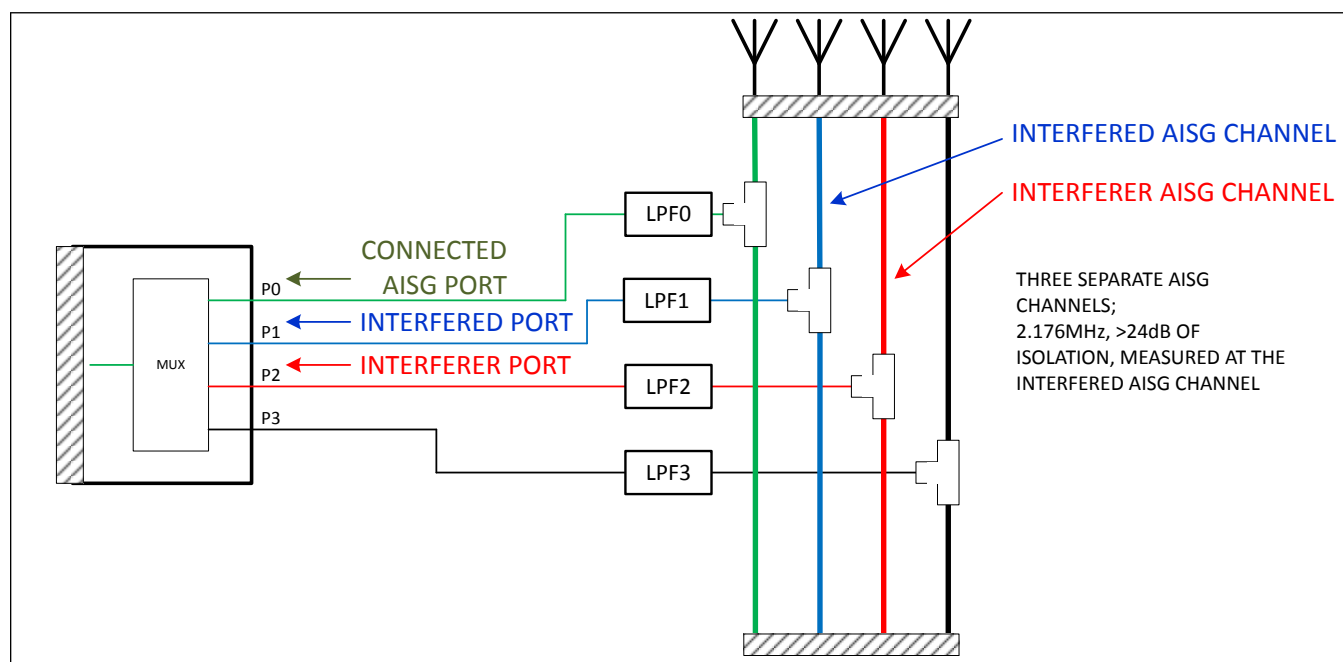 INTERFERED AISG CHANNEL
INTERFERER AISG CHANNEL
LPF0
CONNECTED
AISG PORT
P0
LPF1
INTERFERED PORT
P1
INTERFERER PORT
MUX
P2
LPF2
P3
LPF3
THREE SEPARATE AISG
CHANNELS;
2.176MHz, >24dB OF
ISOLATION, MEASURED AT THE
INTERFERED AISG CHANNEL